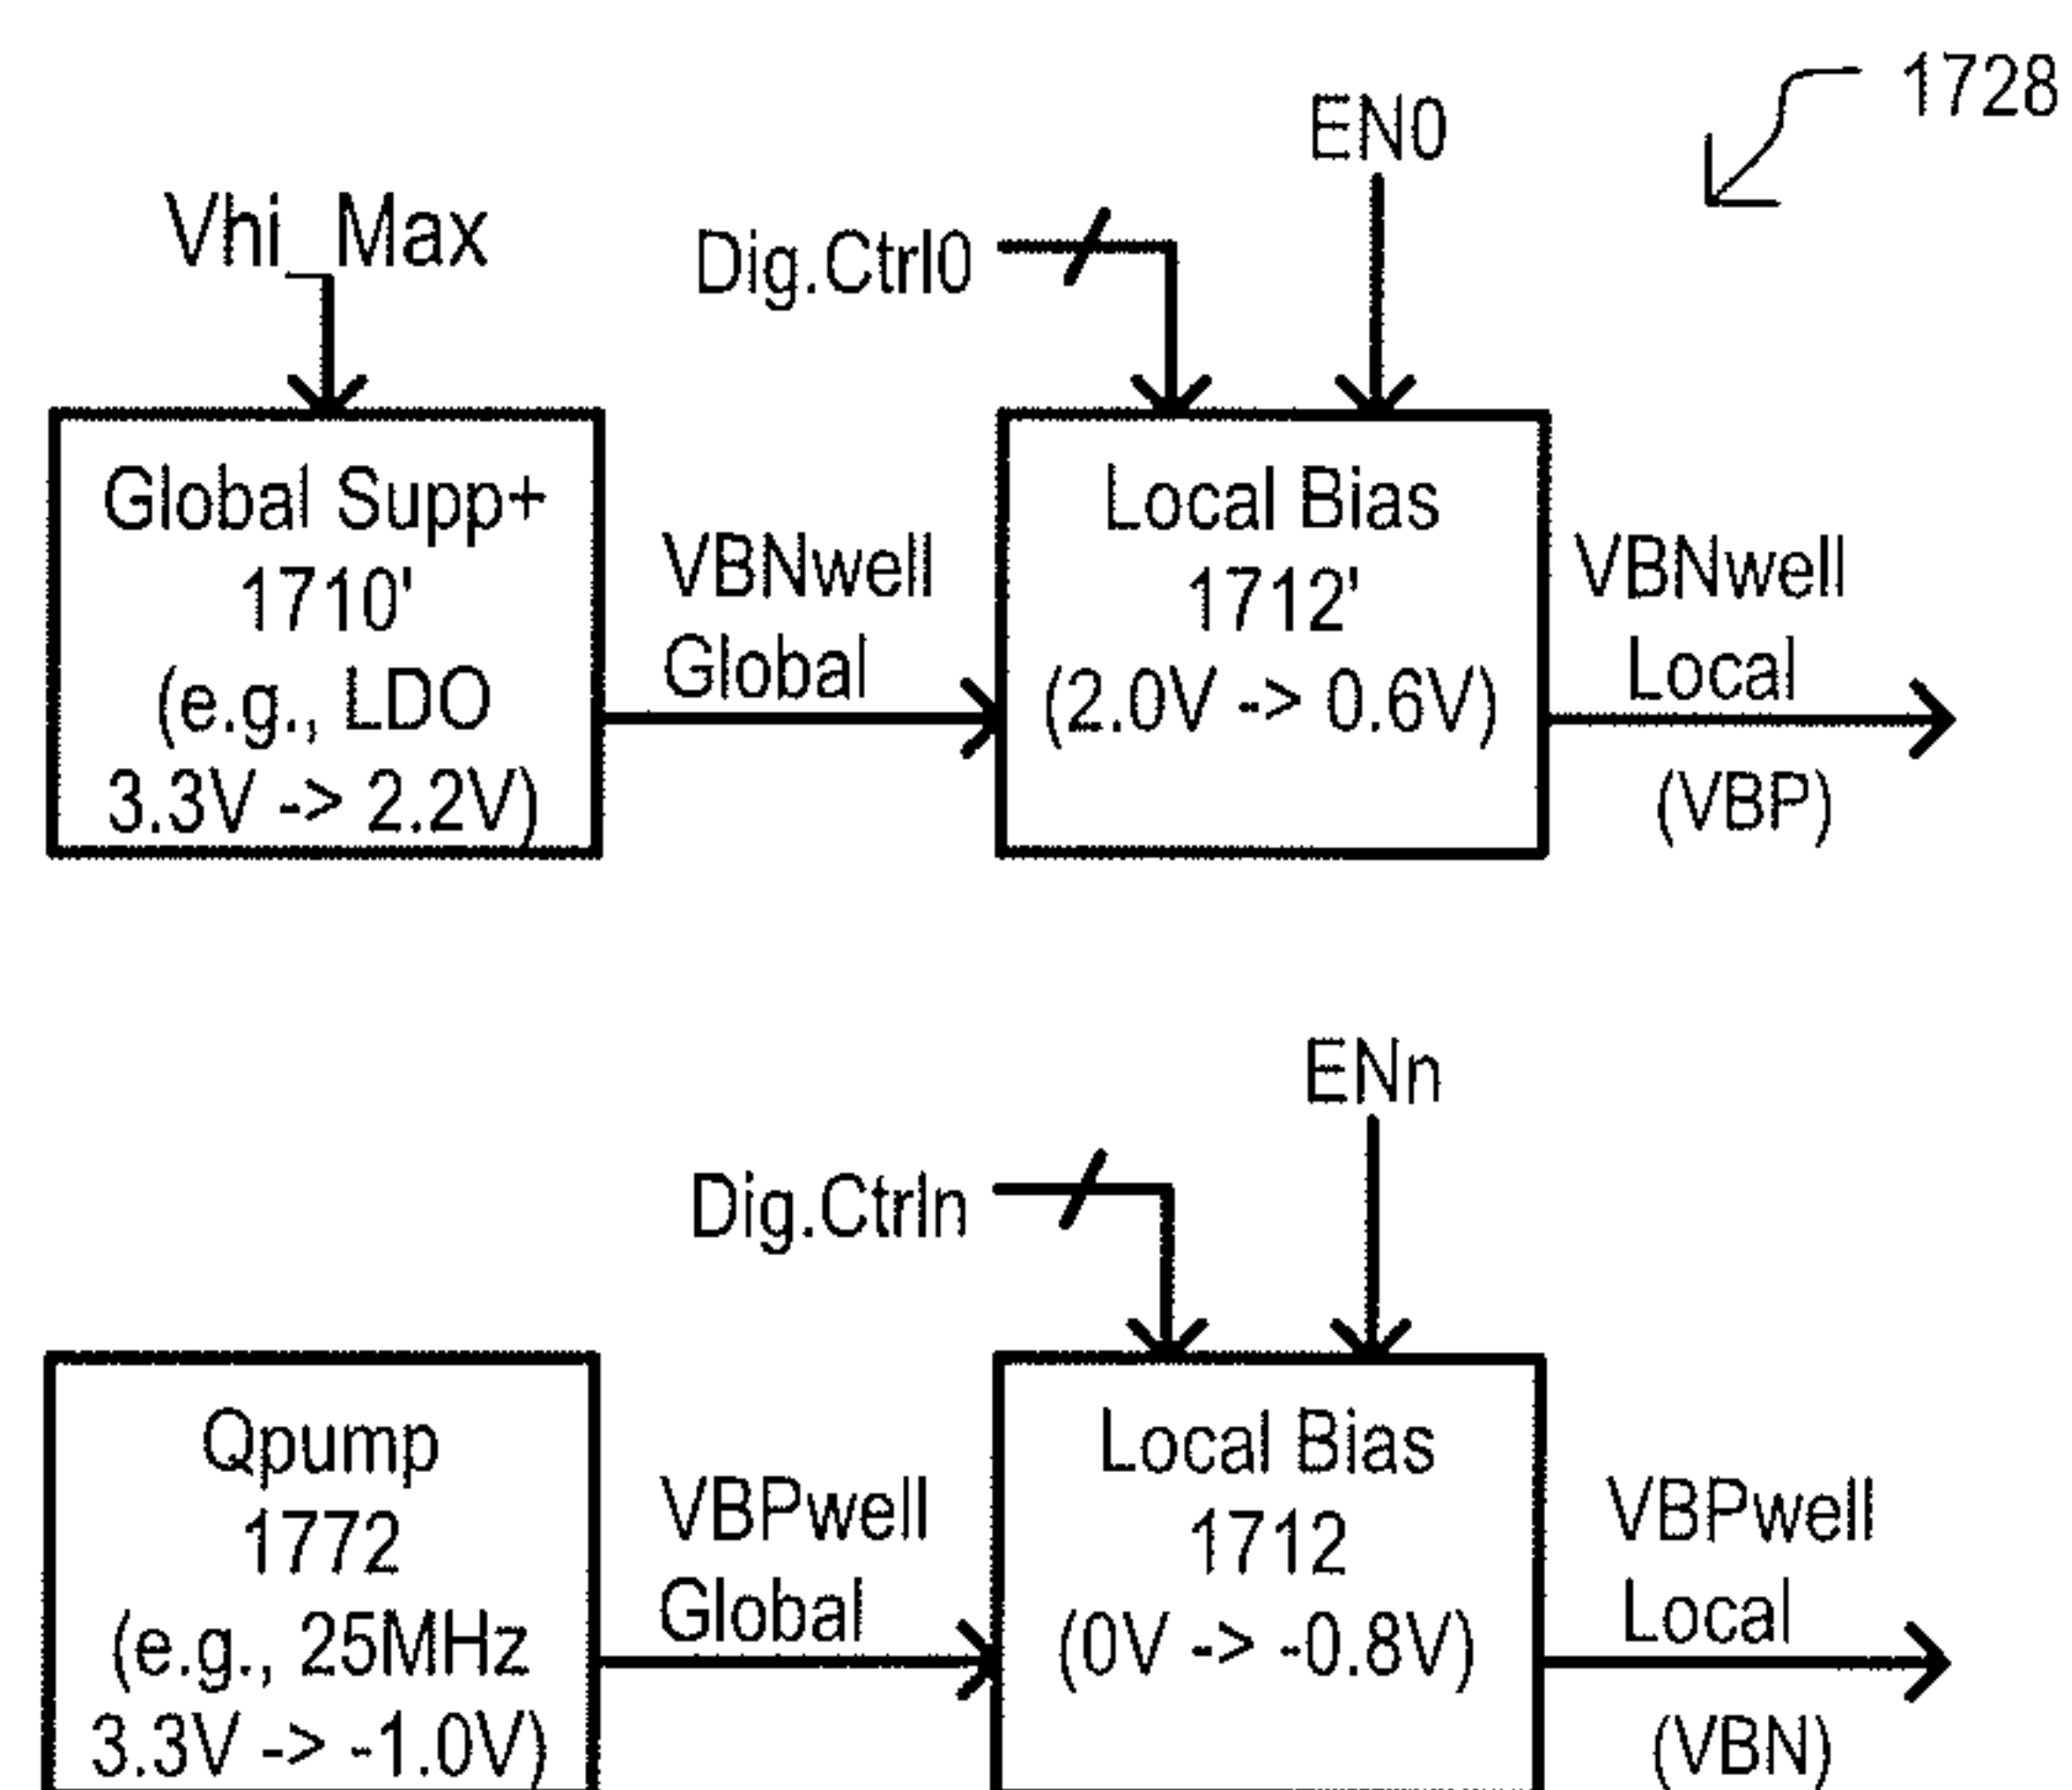 1728
EN0
Vhi_Max
Dig.Ctrl0
Global Supp+
1710'
(e.g., LDO
3.3V -> 2.2V)
VBNwell
Global
Local Bias
1712'
(2.0V -> 0.6V)
VBNwell
Local
(VBP)
ENn
Dig.Ctrln
Qpump
1772
(e.g., 25MHz
3.3V -> -1.0V)
VBPwell
Global
Local Bias
1712
(0V -> -0.8V)
VBPwell
Local
(VBN)